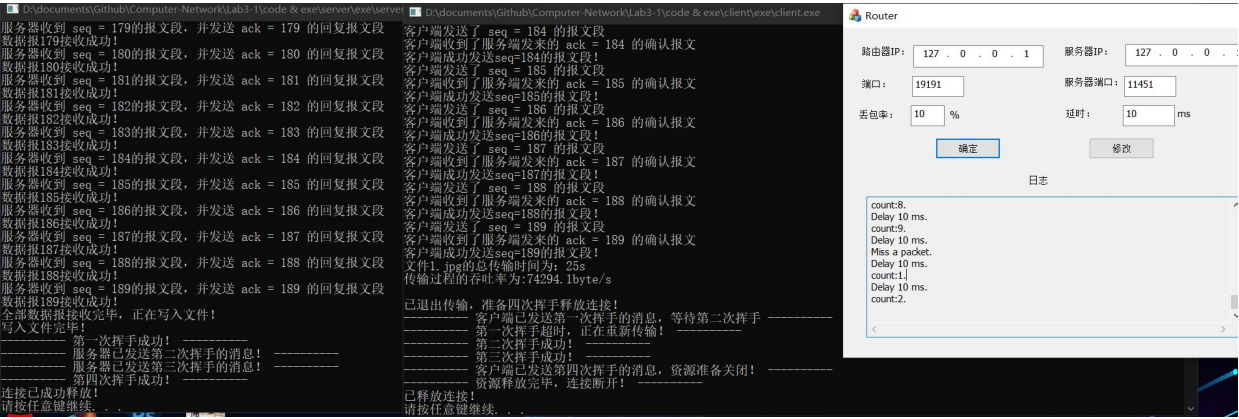 D:\documents\Github\Computer-Network\Lab3-1\code & exe\server\exe\server
服务器收到 seq = 179的报文段，并发送 ack = 179 的回复报文段
数据报179接收成功！
服务器收到 seq = 180的报文段，并发送 ack = 180 的回复报文段
数据报180接收成功！
服务器收到 seq = 181的报文段，并发送 ack = 181 的回复报文段
数据报181接收成功！
服务器收到 seq = 182的报文段，并发送 ack = 182 的回复报文段
数据报182接收成功！
服务器收到 seq = 183的报文段，并发送 ack = 183 的回复报文段
数据报183接收成功！
服务器收到 seq = 184的报文段，并发送 ack = 184 的回复报文段
数据报184接收成功！
服务器收到 seq = 185的报文段，并发送 ack = 185 的回复报文段
数据报185接收成功！
服务器收到 seq = 186的报文段，并发送 ack = 186 的回复报文段
数据报186接收成功！
服务器收到 seq = 187的报文段，并发送 ack = 187 的回复报文段
数据报187接收成功！
服务器收到 seq = 188的报文段，并发送 ack = 188 的回复报文段
数据报188接收成功！
服务器收到 seq = 189的报文段，并发送 ack = 189 的回复报文段
数据报189接收成功！
全部数据报接收完毕，正在写入文件！
写入文件完毕！
---------- 第一次挥手成功！ ----------
---------- 服务器已发送第二次挥手的消息！ ----------
---------- 服务器已发送第三次挥手的消息！ ----------
---------- 第四次挥手成功！ ----------
连接已成功释放！
请按任意键继续. . .
D:\documents\Github\Computer-Network\Lab3-1\code & exe\client\exe\client.exe
客户端发送了 seq = 184 的报文段
客户端收到了服务端发来的 ack = 184 的确认报文
客户端成功发送seq=184的报文段！
客户端发送了 seq = 185 的报文段
客户端收到了服务端发来的 ack = 185 的确认报文
客户端成功发送seq=185的报文段！
客户端发送了 seq = 186 的报文段
客户端收到了服务端发来的 ack = 186 的确认报文
客户端成功发送seq=186的报文段！
客户端发送了 seq = 187 的报文段
客户端收到了服务端发来的 ack = 187 的确认报文
客户端成功发送seq=187的报文段！
客户端发送了 seq = 188 的报文段
客户端收到了服务端发来的 ack = 188 的确认报文
客户端成功发送seq=188的报文段！
客户端发送了 seq = 189 的报文段
客户端收到了服务端发来的 ack = 189 的确认报文
客户端成功发送seq=189的报文段！
文件1.jpg的总传输时间为：25s
传输过程的吞吐率为:74294.1byte/s
已退出传输，准备四次挥手释放连接！
---------- 客户端已发送第一次挥手的消息，等待第二次挥手 ----------
---------- 第一次挥手超时，正在重新传输！ ----------
---------- 第二次挥手成功！ ----------
---------- 第三次挥手成功！ ----------
---------- 客户端已发送第四次挥手的消息，资源准备关闭！ ----------
---------- 资源释放完毕，连接断开！ ----------
已释放连接！
请按任意键继续. . .
Router
路由器IP： 127 . 0 . 0 . 1 服务器IP： 127 . 0 . 0 . 1
端口： 19191 服务器端口： 11451
丢包率： 10 % 延时： 10 ms
确定 修改
日志
count:8.
Delay 10 ms.
count:9.
Delay 10 ms.
Miss a packet.
Delay 10 ms.
count:1.
Delay 10 ms.
count:2.